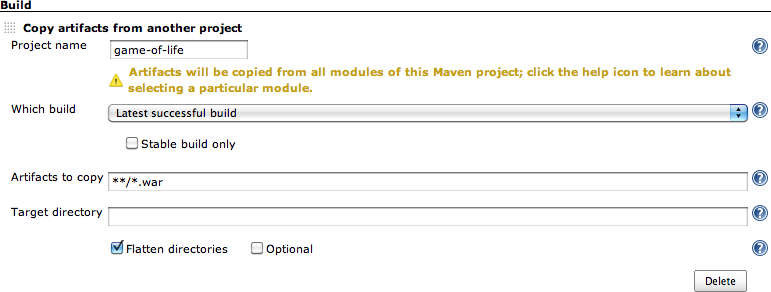 Build
Copy artifacts from another project
Project name game-of-life
Artifacts will be copied from all modules of this Maven project; click the help icon to learn about
selecting a particular module.
Which build Latest successful build
Stable build only
Artifacts to copy **/*.war
Target directory
Flatten directories Optional
Delete